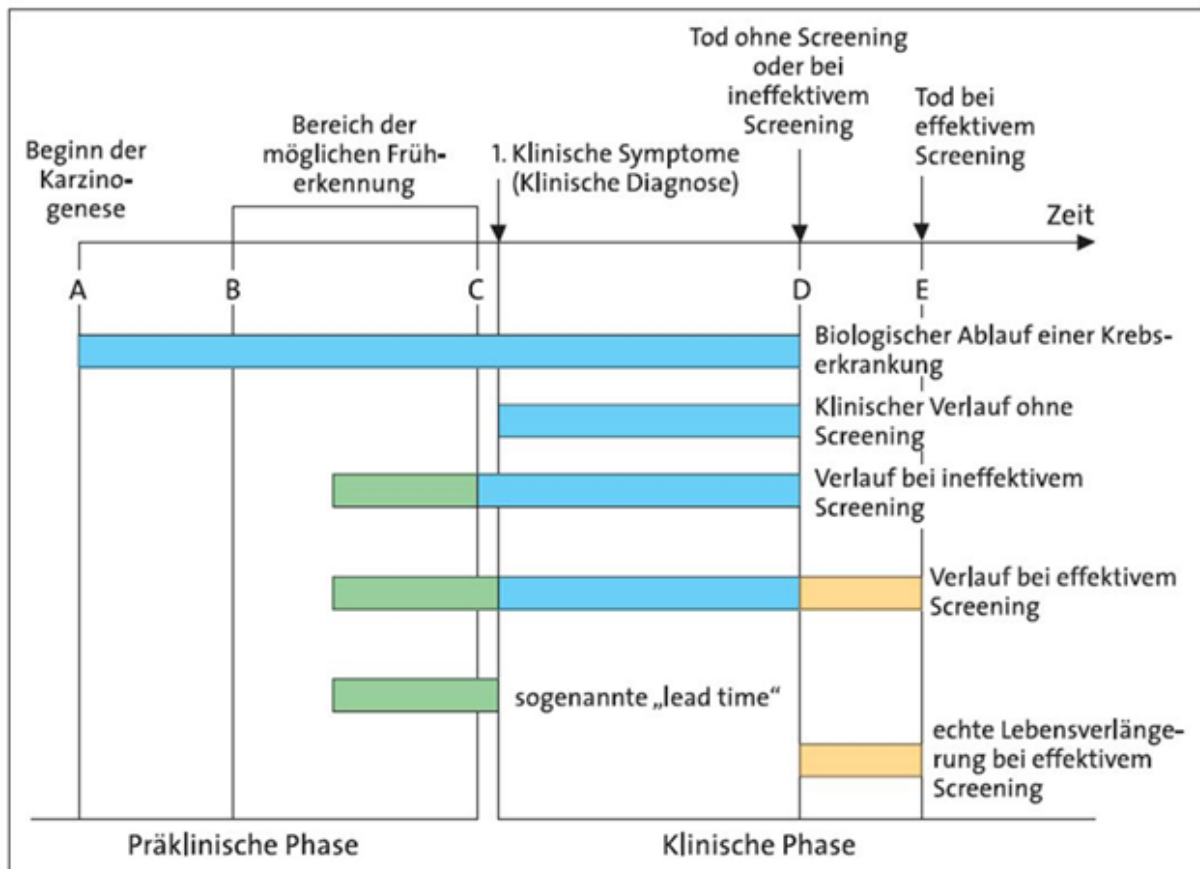 Tod ohne Screening
oder bei
ineffektivem
Screening
Tod bei
effektivem
Screening
Bereich der
möglichen Früh-
erkennung
1. Klinische Symptome
(Klinische Diagnose)
Beginn der
Karzino-
genese
Zeit
A B C D E
Biologischer Ablauf einer Krebs-
erkrankung
Klinischer Verlauf ohne
Screening
Verlauf bei ineffektivem
Screening
Verlauf bei effektivem
Screening
sogenannte „lead time“
echte Lebensverlänge-
rung bei effektivem
Screening
Präklinische Phase
Klinische Phase